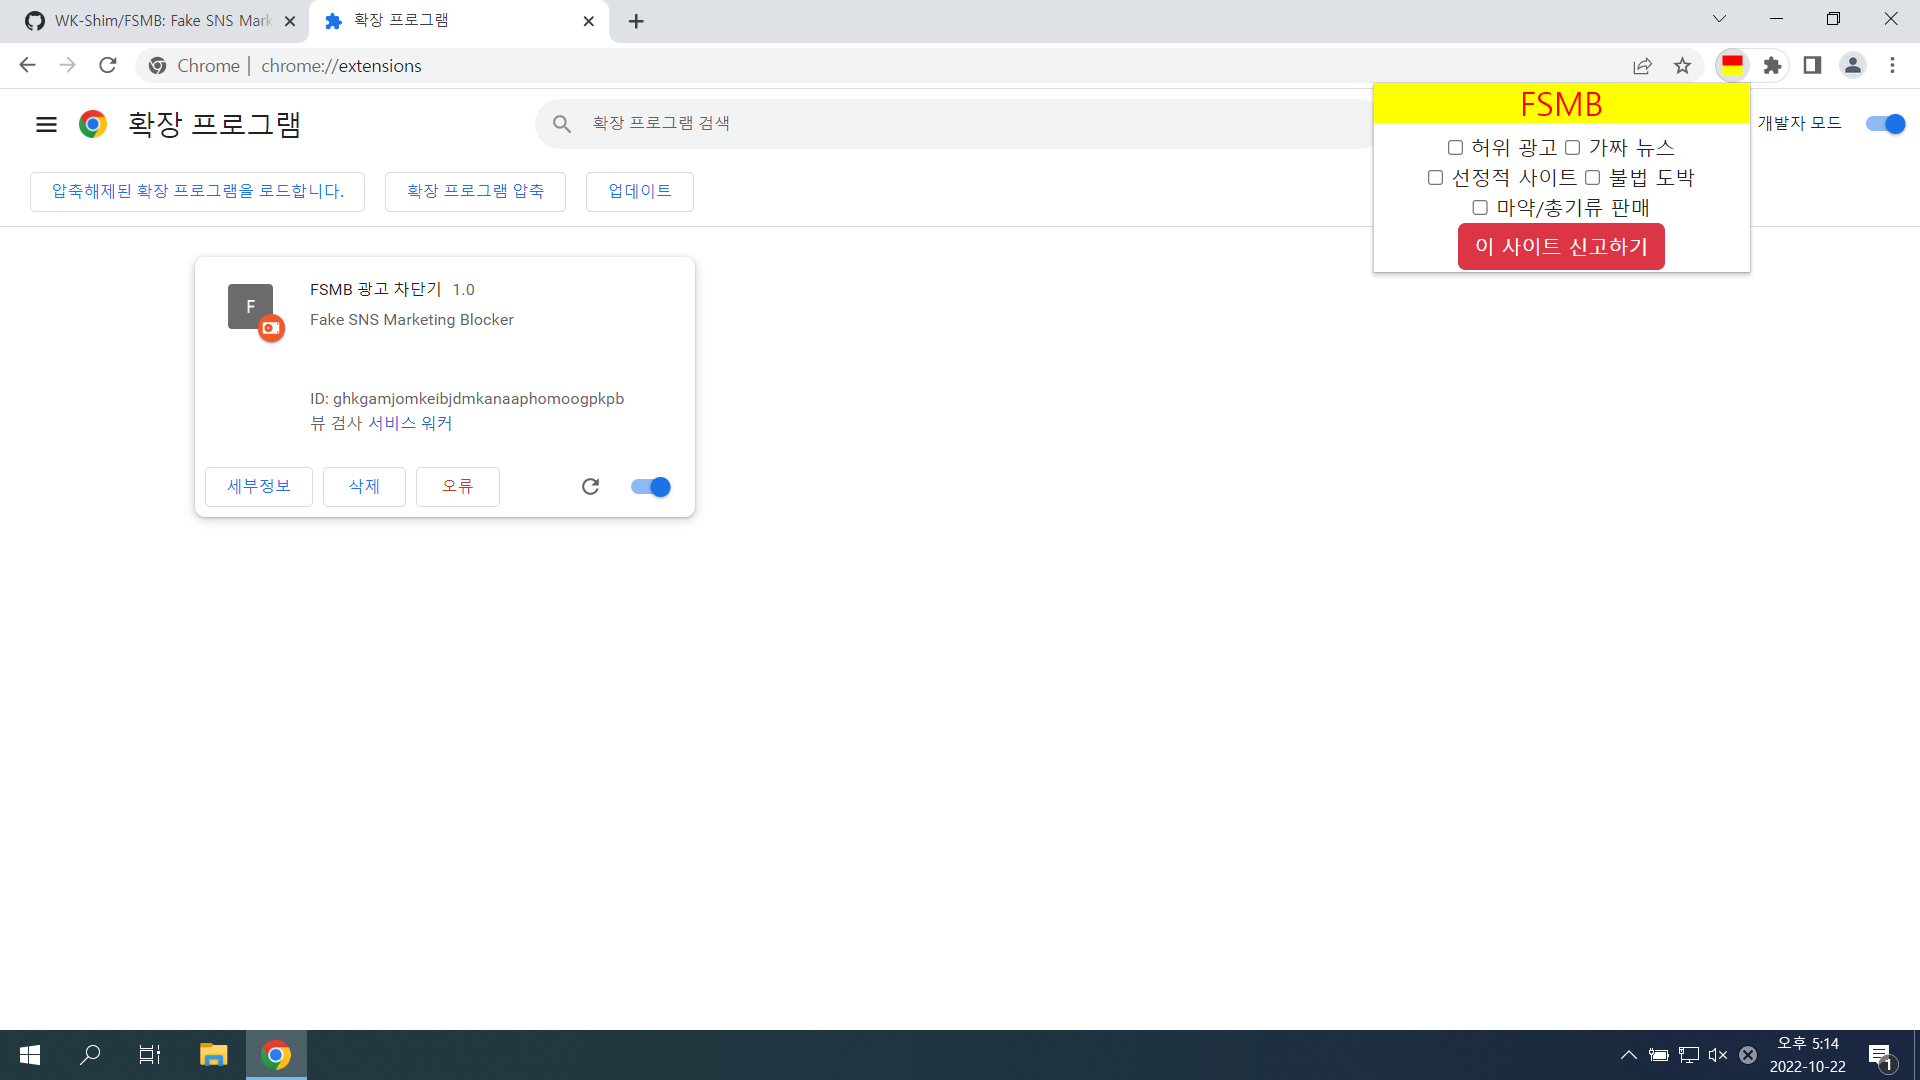 WK-Shim/FSMB: Fake SNS Mark
확장 프로그램
Chrome | chrome://extensions
확장 프로그램
확장 프로그램 검색
개발자 모드
압축해제된 확장 프로그램을 로드합니다.
확장 프로그램 압축
업데이트
FSMB
허위 광고 가짜 뉴스
선정적 사이트 불법 도박
마약/총기류 판매
이 사이트 신고하기
F
FSMB 광고 차단기 1.0
Fake SNS Marketing Blocker
ID: ghkgamjomkeibjdmkanaaphomoogpkpb
뷰 검사 서비스 워커
세부정보
삭제
오류
오후 5:14
2022-10-22
1